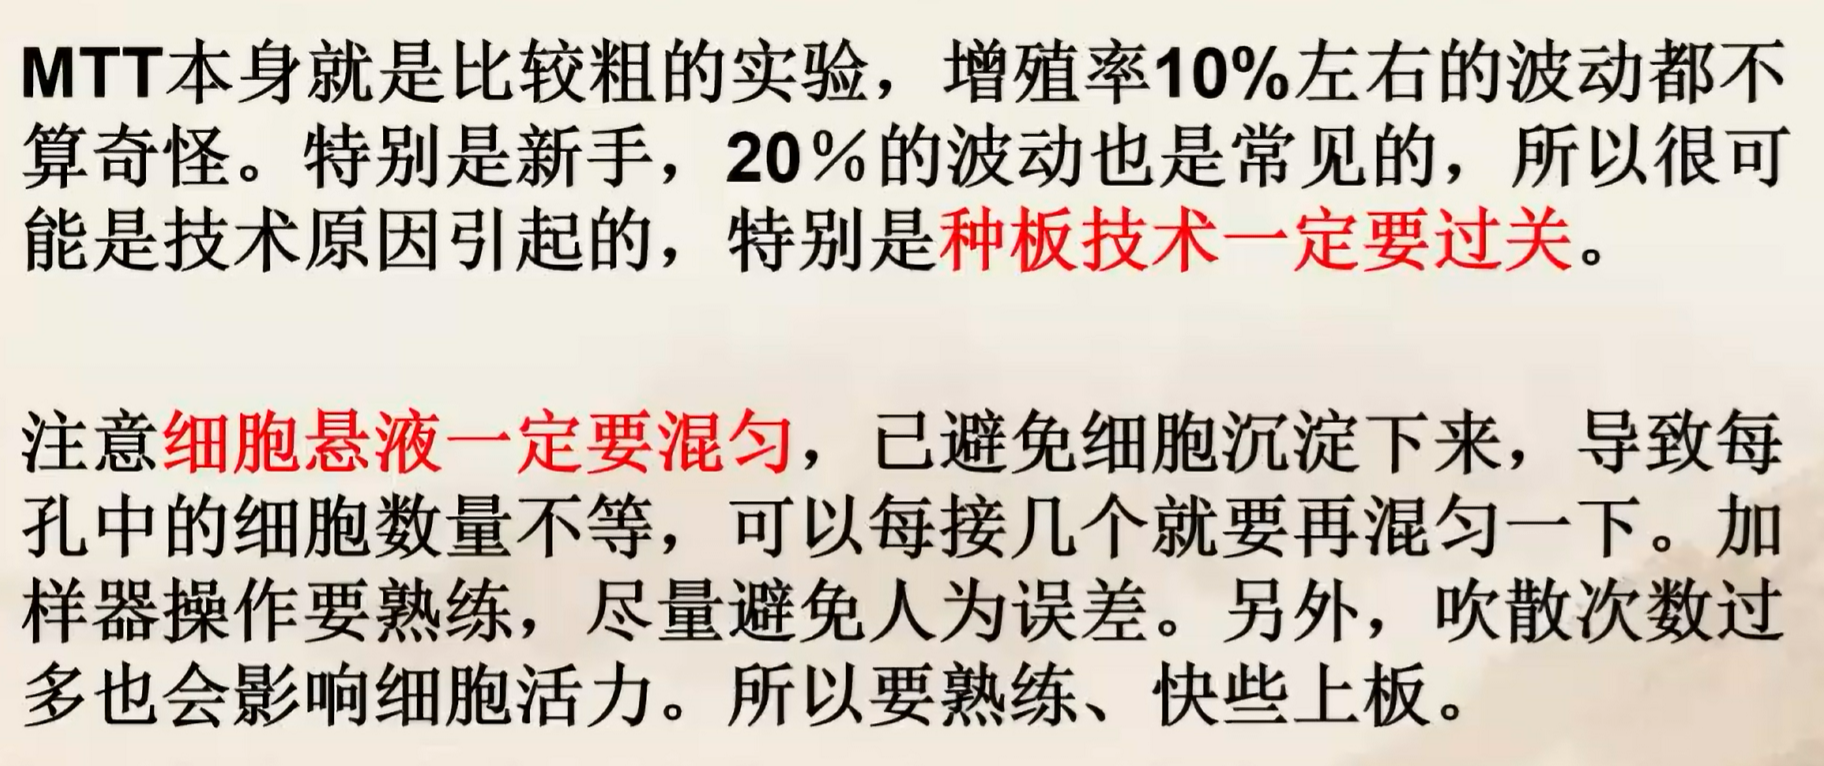 MTT本身就是比较粗的实验，增殖率10%左右的波动都不
算奇怪。特别是新手，20％的波动也是常见的，所以很可
能是技术原因引起的，特别是种板技术一定要过关。
注意细胞悬液一定要混匀，已避免细胞沉淀下来，导致每
孔中的细胞数量不等，可以每接几个就要再混匀一下。加
样器操作要熟练，尽量避免人为误差。另外，吹散次数过
多也会影响细胞活力。所以要熟练、快些上板。